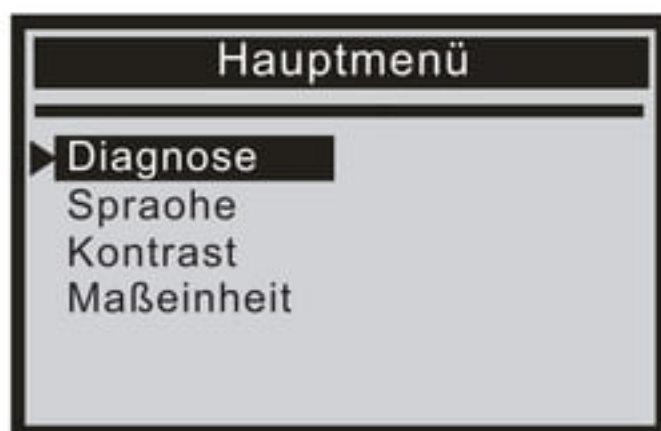 Hauptmenü
Diagnose
Spraohe
Kontrast
Maßeinheit